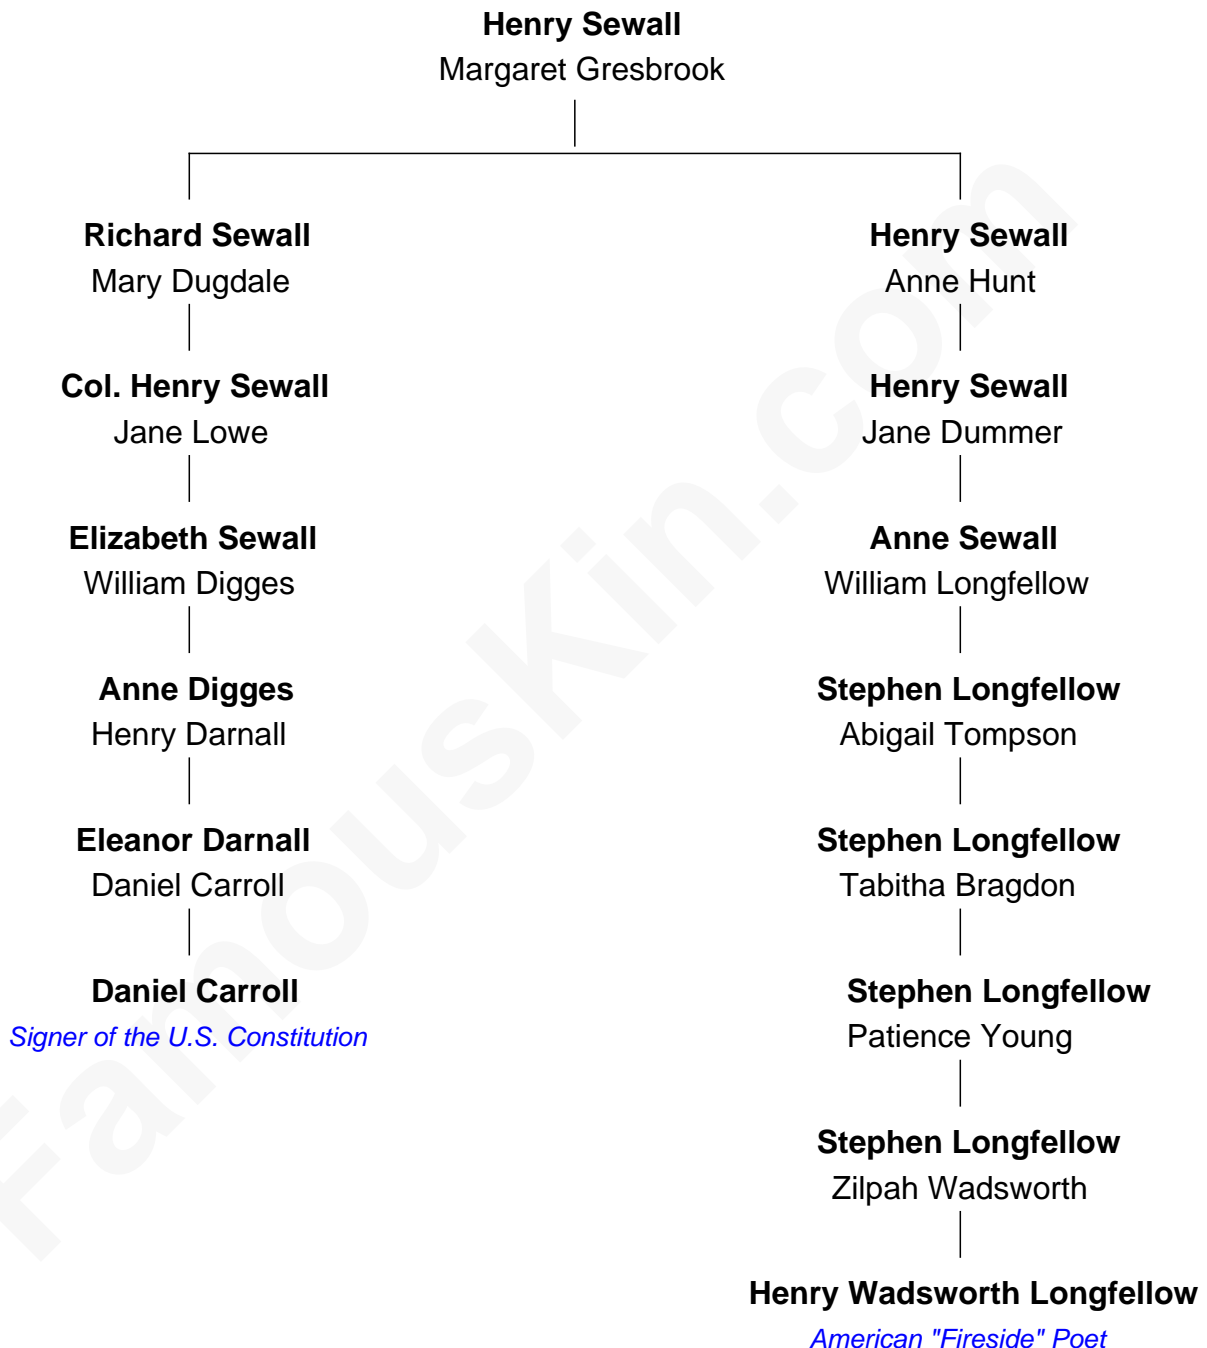 Henry Sewall
Margaret Gresbrook
Richard Sewall
Mary Dugdale
Henry Sewall
Anne Hunt
Col. Henry Sewall
Jane Lowe
Henry Sewall
Jane Dummer
Elizabeth Sewall
William Digges
Anne Sewall
William Longfellow
Anne Digges
Henry Darnall
Stephen Longfellow
Abigail Tompson
Eleanor Darnall
Daniel Carroll
Stephen Longfellow
Tabitha Bragdon
Daniel Carroll
Signer of the U.S. Constitution
Stephen Longfellow
Patience Young
Stephen Longfellow
Zilpah Wadsworth
Henry Wadsworth Longfellow
American "Fireside" Poet
FamousKin.com